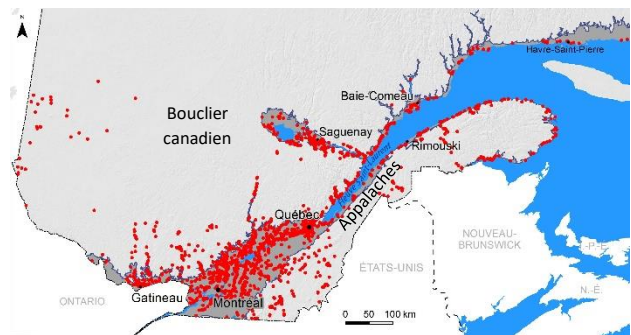 N
Havre-Saint-Pierre
Baie-Comeau
Bouclier
canadien
Saguenay
Rimouski
Fleuve Saint-Laurent
Appalaches
Québec
NOUVEAU-
BRUNSWICK
Î.-P.-É.
ÉTATS-UNIS
N.-É.
ONTARIO
Gatineau
Montréal
0 50 100 km